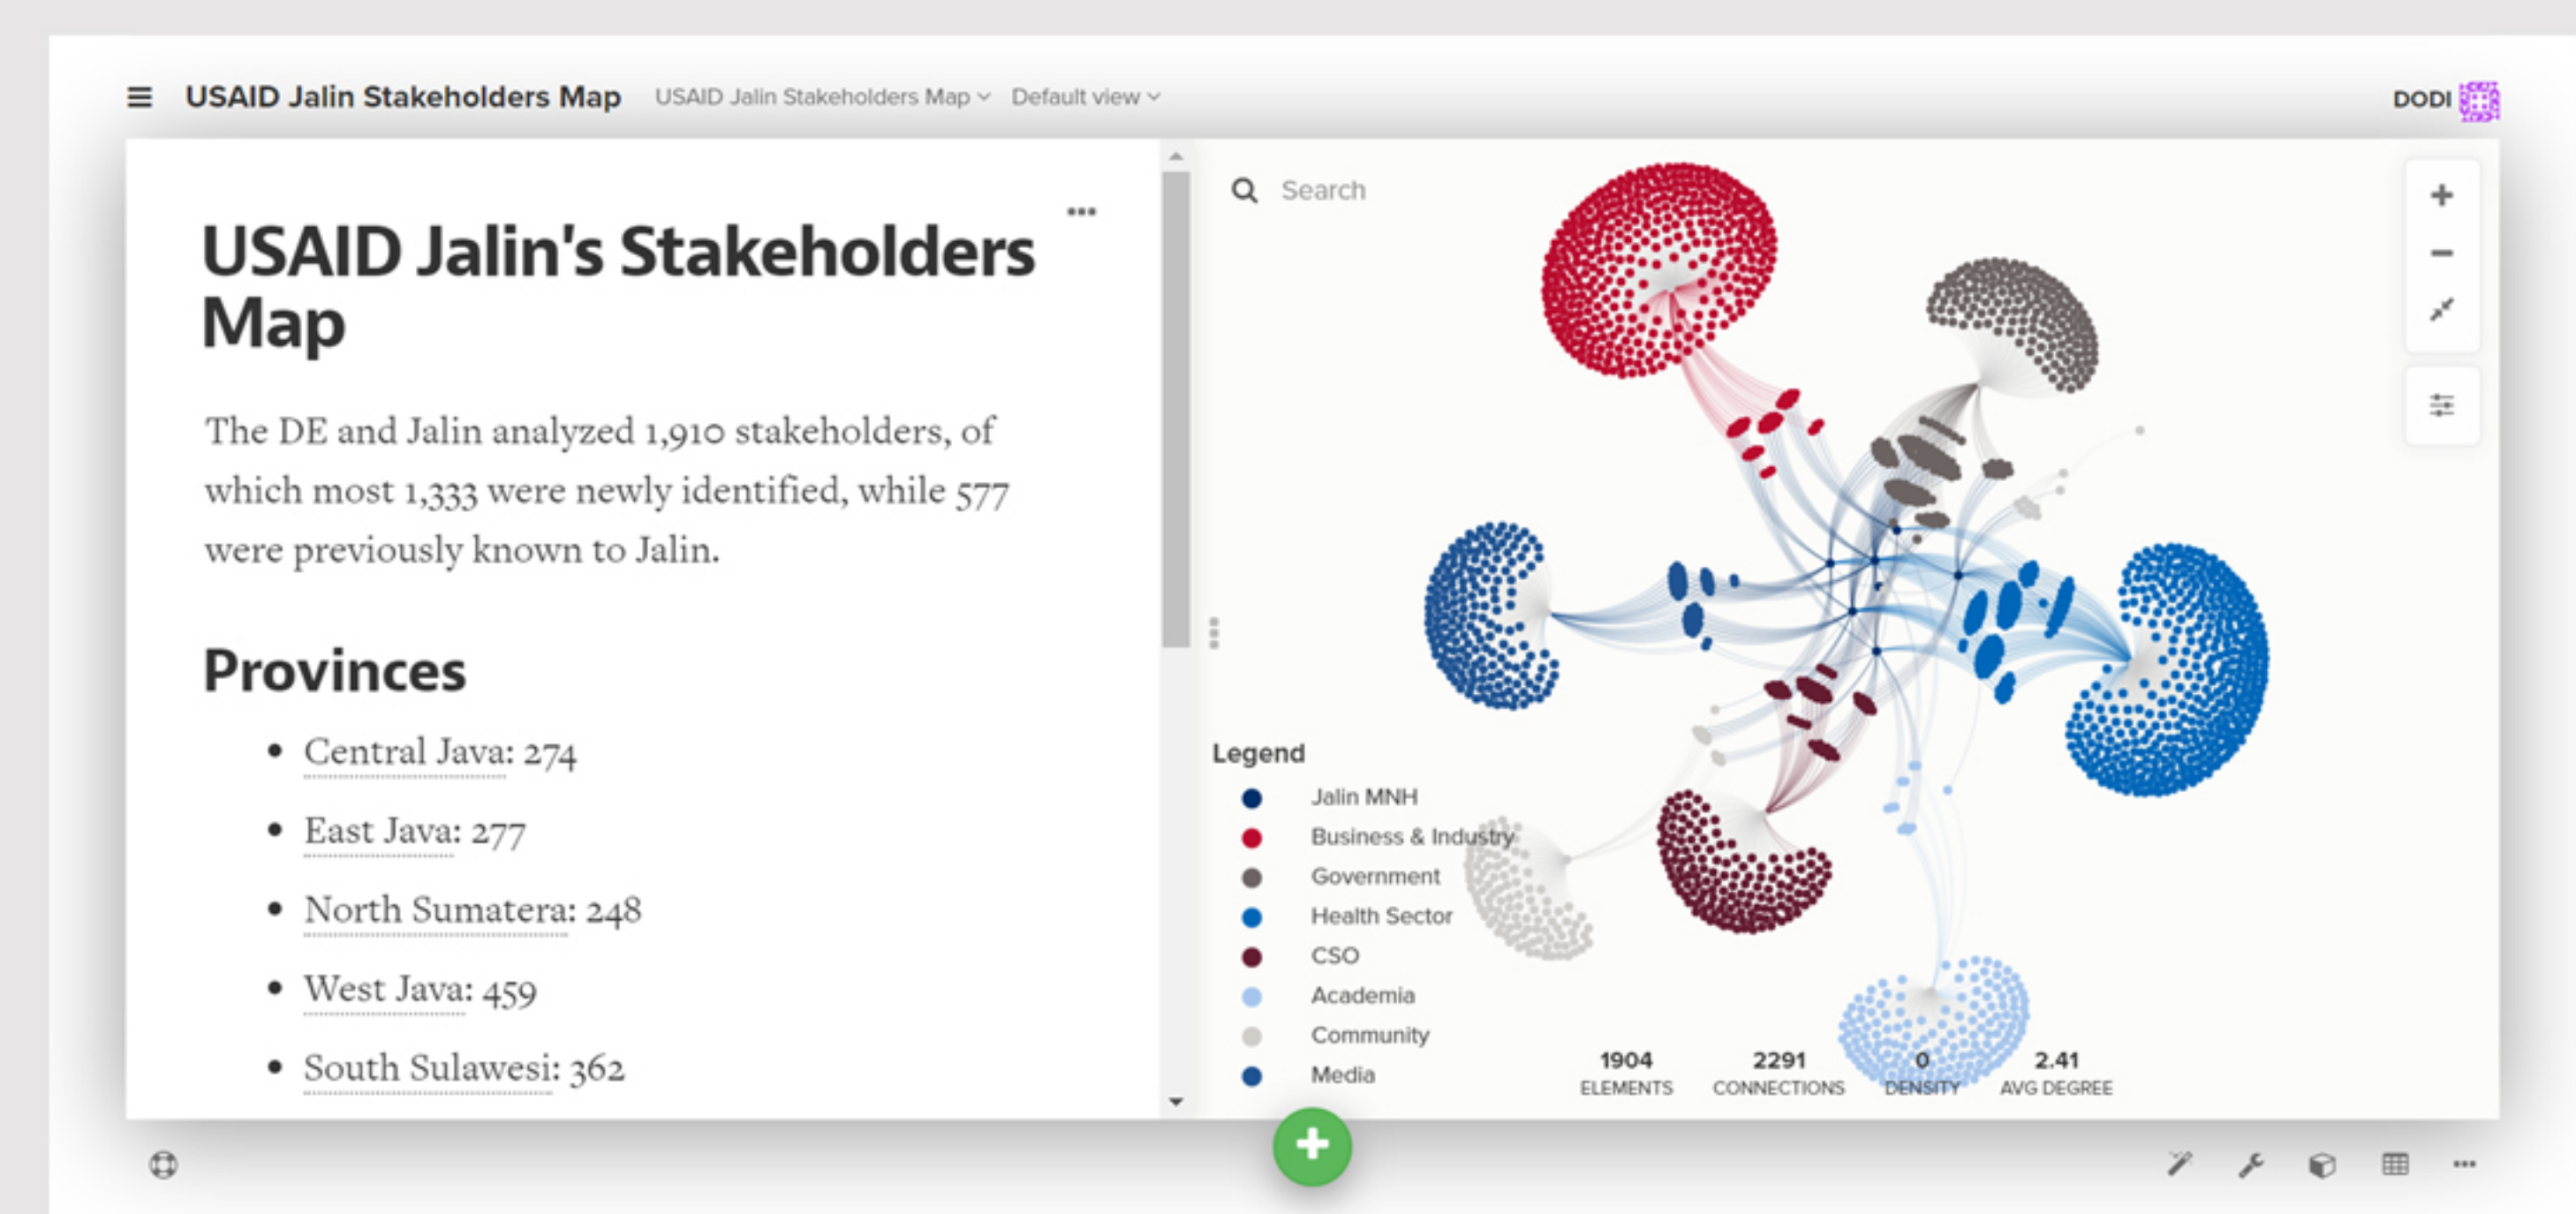 USAID Jalin Stakeholders Map
USAID Jalin Stakeholders Map
Default view
DODI
USAID Jalin's Stakeholders
Map
The DE and Jalin analyzed 1,910 stakeholders, of
which most 1,333 were newly identified, while 577
were previously known to Jalin.
Provinces
Central Java: 274
East Java: 277
North Sumatera: 248
West Java: 459
South Sulawesi: 362
Search
Legend
Jalin MNH
Business & Industry
Government
Health Sector
CSO
Academia
Community
Media
1904
ELEMENTS
2291
CONNECTIONS
0
DENSITY
2.41
AVG DEGREE